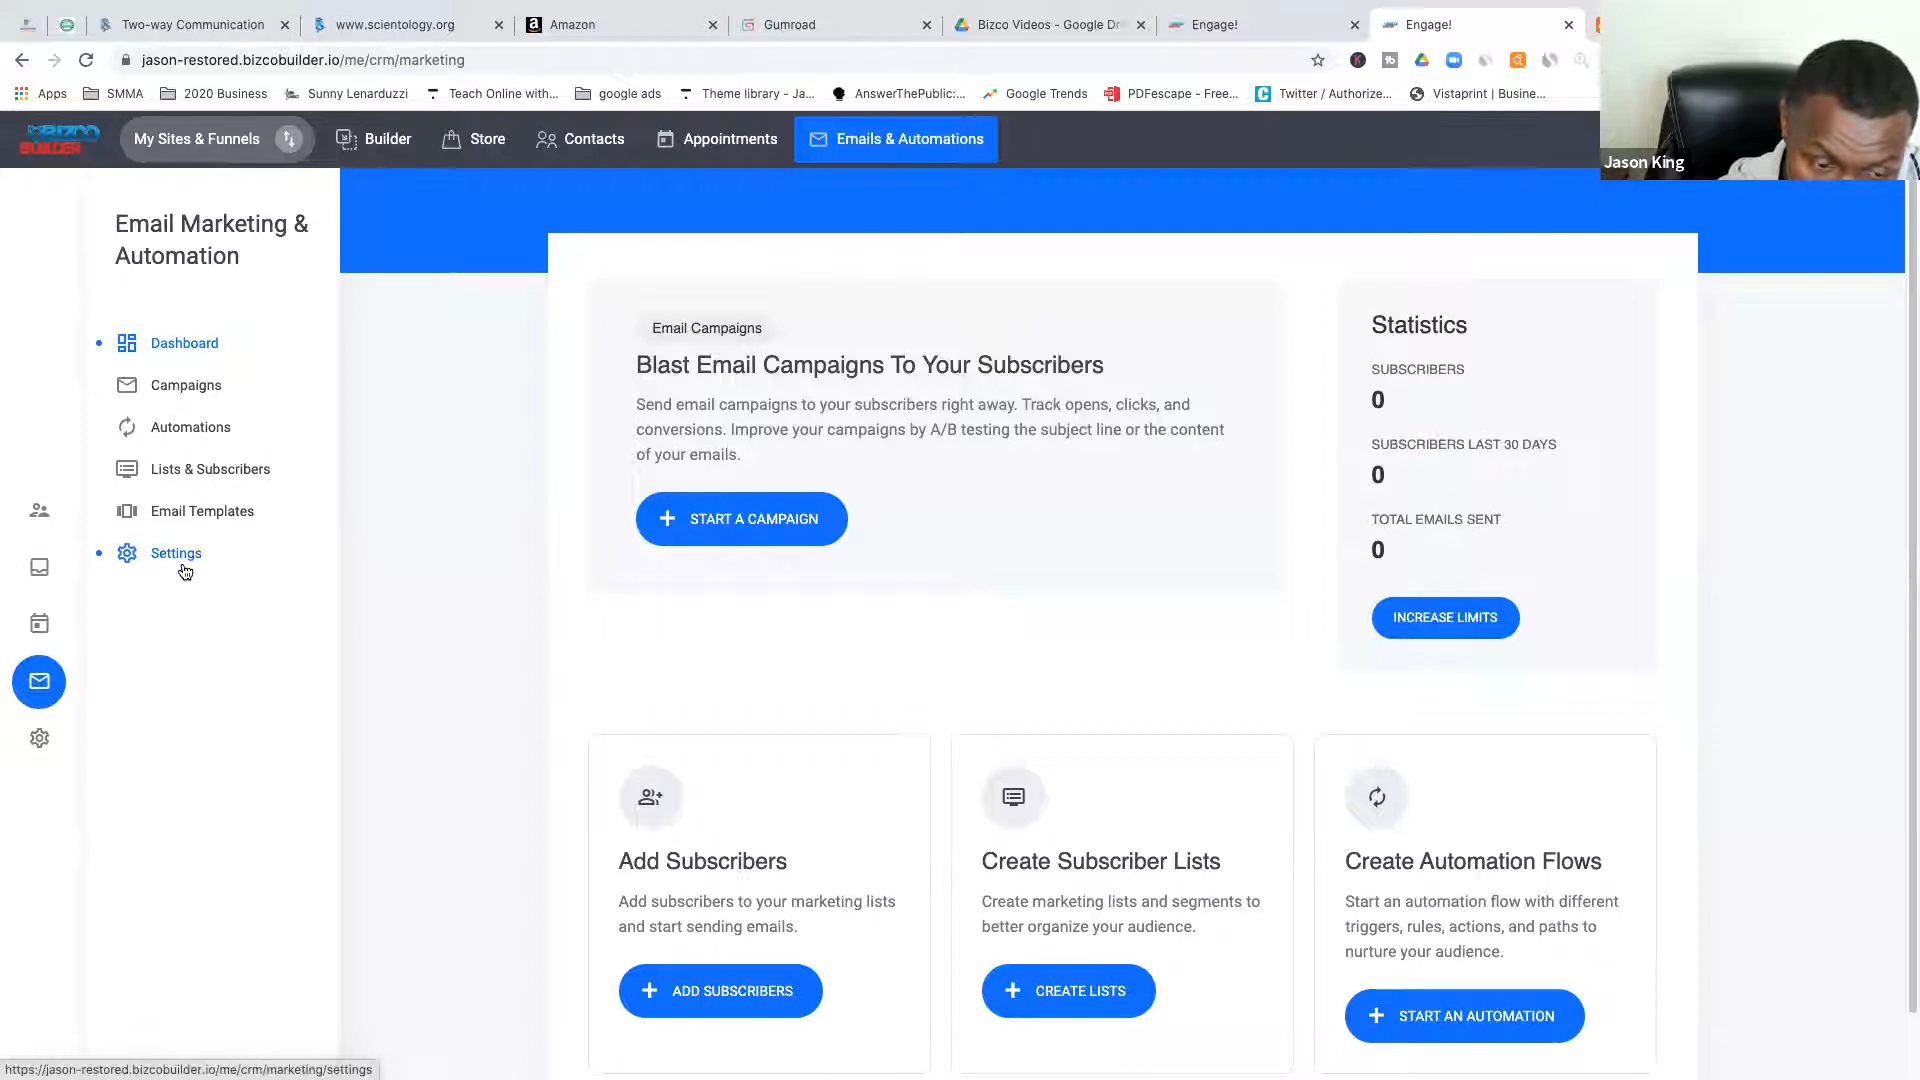 Two-way Communication
www.scientology.org
Amazon
Gumroad
Bizco Videos - Google Dr
Engage!
Engage!
jason-restored.bizcobuilder.io/me/crm/marketing
Apps
SMMA
2020 Business
Sunny Lenarduzzi
Teach Online with...
google ads
Theme library - Ja...
AnswerThePublic:...
Google Trends
PDFescape - Free...
Twitter / Authorize...
Vistaprint | Busine...
BIZCO
BUILDER
My Sites & Funnels
Builder
Store
Contacts
Appointments
Emails & Automations
Jason King
Email Marketing &
Automation
Dashboard
Campaigns
Automations
Lists & Subscribers
Email Templates
Settings
Email Campaigns
Blast Email Campaigns To Your Subscribers
Send email campaigns to your subscribers right away. Track opens, clicks, and
conversions. Improve your campaigns by A/B testing the subject line or the content
of your emails.
START A CAMPAIGN
Statistics
SUBSCRIBERS
0
SUBSCRIBERS LAST 30 DAYS
0
TOTAL EMAILS SENT
0
INCREASE LIMITS
Add Subscribers
Add subscribers to your marketing lists
and start sending emails.
ADD SUBSCRIBERS
Create Subscriber Lists
Create marketing lists and segments to
better organize your audience.
CREATE LISTS
Create Automation Flows
Start an automation flow with different
triggers, rules, actions, and paths to
nurture your audience.
START AN AUTOMATION
https://jason-restored.bizcobuilder.io/me/crm/marketing/settings